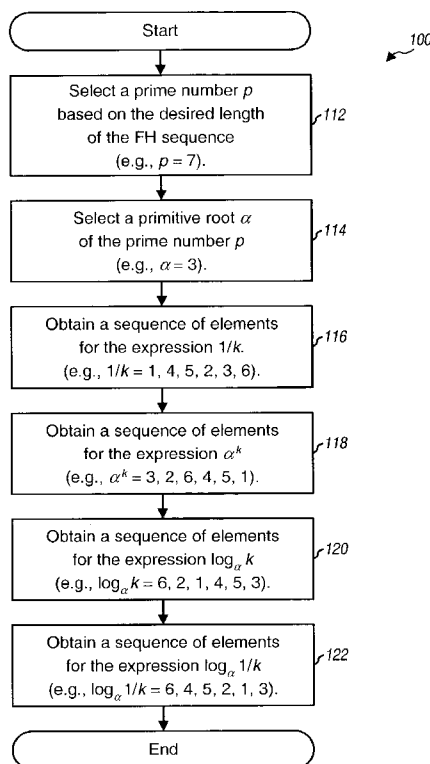 Start
100
Select a prime number p
based on the desired length
of the FH sequence
(e.g., p = 7).
112
Select a primitive root α
of the prime number p
(e.g., α = 3).
114
Obtain a sequence of elements
for the expression 1/k.
(e.g., 1/k = 1, 4, 5, 2, 3, 6).
116
Obtain a sequence of elements
for the expression α^k
(e.g., α^k = 3, 2, 6, 4, 5, 1).
118
Obtain a sequence of elements
for the expression log_α k
(e.g., log_α k = 6, 2, 1, 4, 5, 3).
120
Obtain a sequence of elements
for the expression log_α 1/k
(e.g., log_α 1/k = 6, 4, 5, 2, 1, 3).
122
End